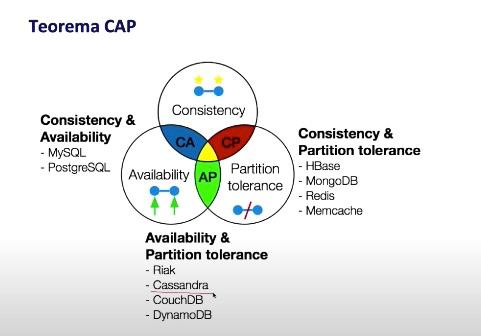 Teorema CAP
Consistency
Consistency &
Availability
- MySQL
- PostgreSQL
CA
CP
Availability
AP
Partition
tolerance
Consistency &
Partition tolerance
- HBase
- MongoDB
- Redis
- Memcache
Availability &
Partition tolerance
- Riak
- Cassandra
- CouchDB
- DynamoDB